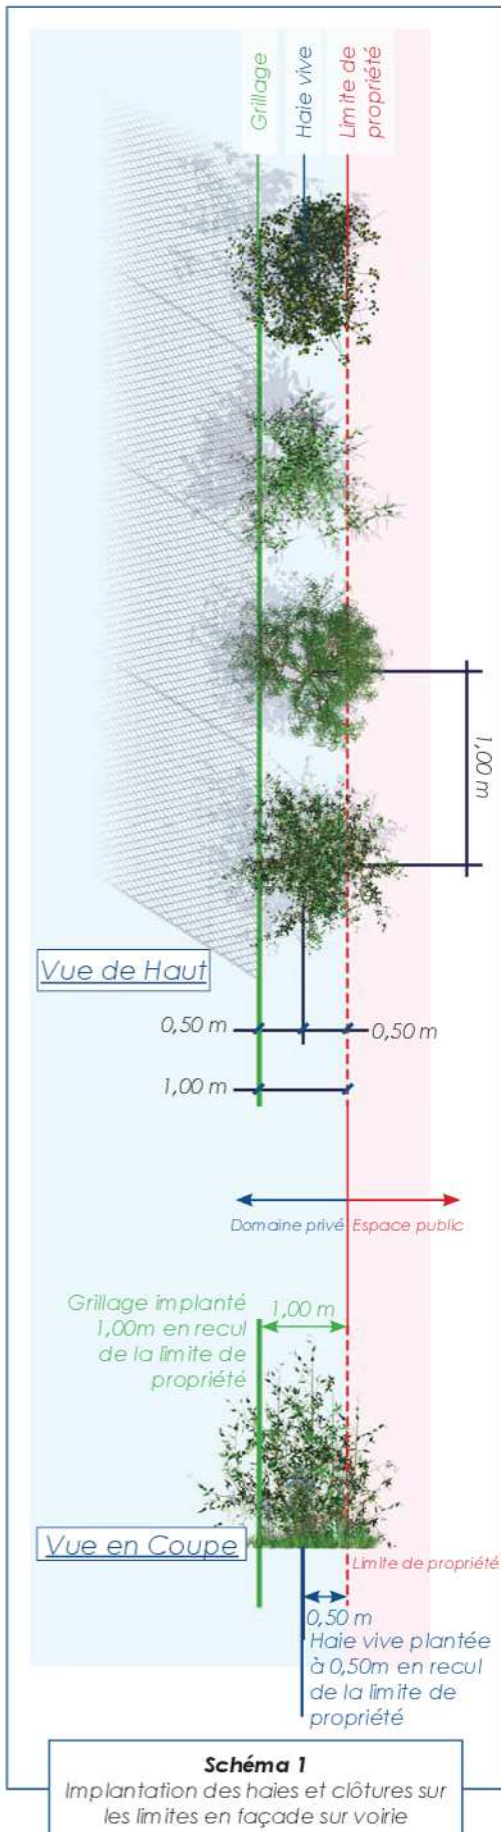 Grillage
Haie vive
Limite de
propriété
1,00 m
Vue de Haut
0,50 m
0,50 m
1,00 m
Domaine privé
Espace public
Grillage implanté
1,00m en recul
de la limite de
propriété
1,00 m
Vue en Coupe
Limite de propriété
0,50 m
Haie vive plantée
à 0,50m en recul
de la limite de
propriété
Schéma 1
Implantation des haies et clôtures sur
les limites en façade sur voirie